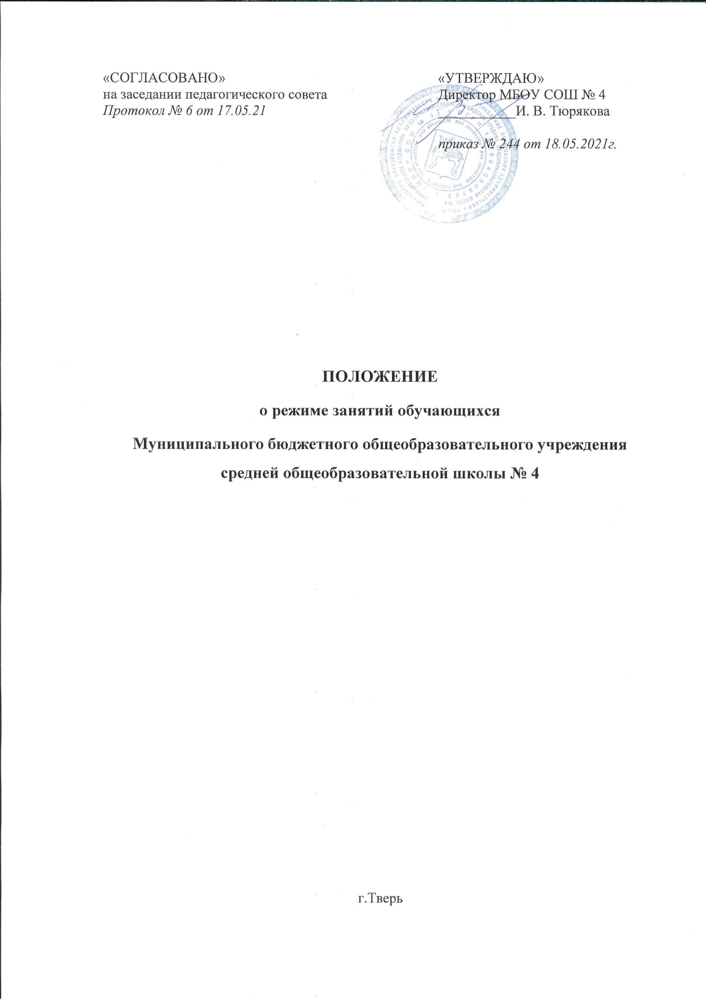 «СОГЛАСОВАНО»
на заседании педагогического совета
Протокол № 6 от 17.05.21
«УТВЕРЖДАЮ»
Директор МБОУ СОШ № 4
___________И. В. Тюрякова
приказ № 244 от 18.05.2021г.
ПОЛОЖЕНИЕ
о режиме занятий обучающихся
Муниципального бюджетного общеобразовательного учреждения
средней общеобразовательной школы № 4
г.Тверь